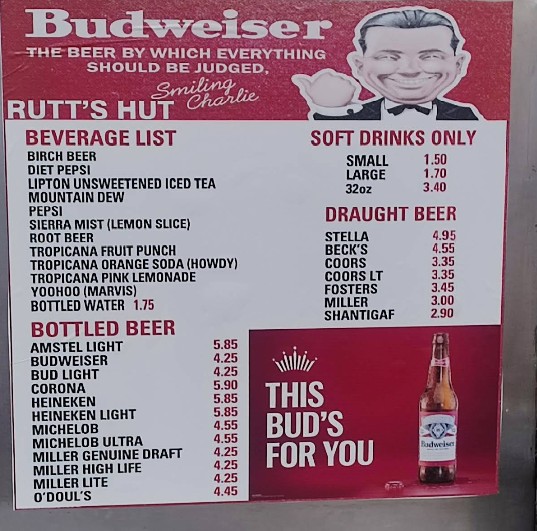 Budweiser
THE BEER BY WHICH EVERYTHING
SHOULD BE JUDGED,
Smiling
Charlie
RUTT'S HUT
BEVERAGE LIST
BIRCH BEER
DIET PEPSI
LIPTON UNSWEETENED ICED TEA
MOUNTAIN DEW
PEPSI
SIERRA MIST (LEMON SLICE)
ROOT BEER
TROPICANA FRUIT PUNCH
TROPICANA ORANGE SODA (HOWDY)
TROPICANA PINK LEMONADE
YOOHOO (MARVIS)
BOTTLED WATER 1.75
SOFT DRINKS ONLY
SMALL 1.50
LARGE 1.70
32oz 3.40
DRAUGHT BEER
STELLA 4.95
BECK'S 4.55
COORS 3.35
COORS LT 3.35
FOSTERS 3.45
MILLER 3.00
SHANTIGAF 2.90
BOTTLED BEER
AMSTEL LIGHT 5.85
BUDWEISER 4.25
BUD LIGHT 4.25
CORONA 5.90
HEINEKEN 5.85
HEINEKEN LIGHT 5.85
MICHELOB 4.55
MICHELOB ULTRA 4.55
MILLER GENUINE DRAFT 4.25
MILLER HIGH LIFE 4.25
MILLER LITE 4.25
O'DOUL'S 4.45
THIS
BUD'S
FOR YOU
Budweiser